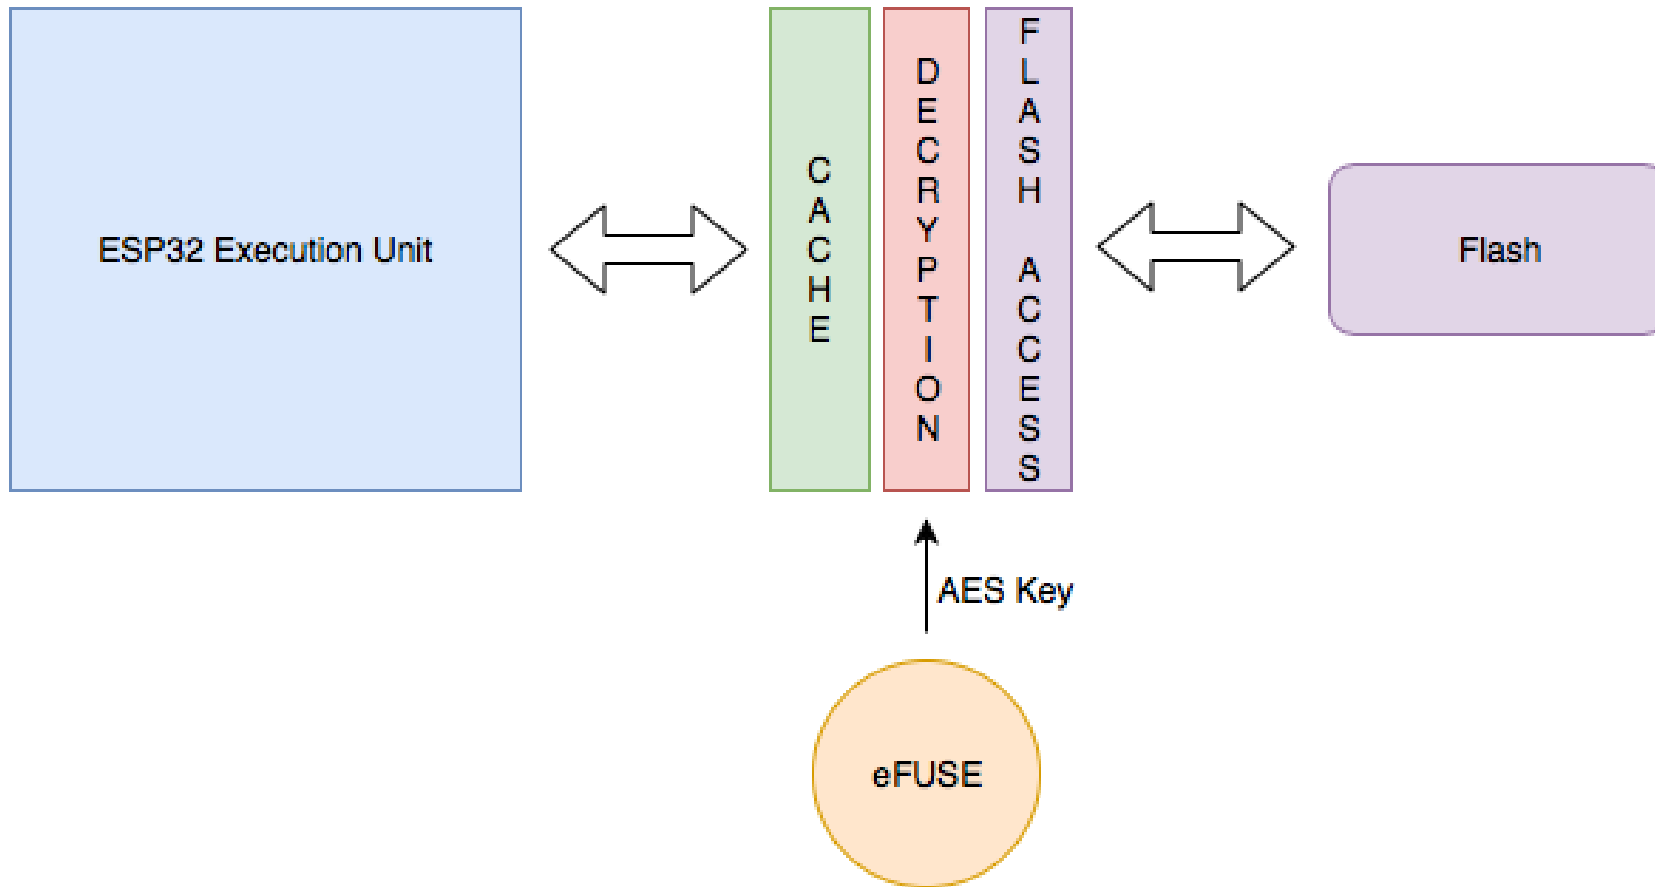 ESP32 Execution Unit
CACHE
DECRYPTION
FLASH ACCESS
Flash
AES Key
eFUSE